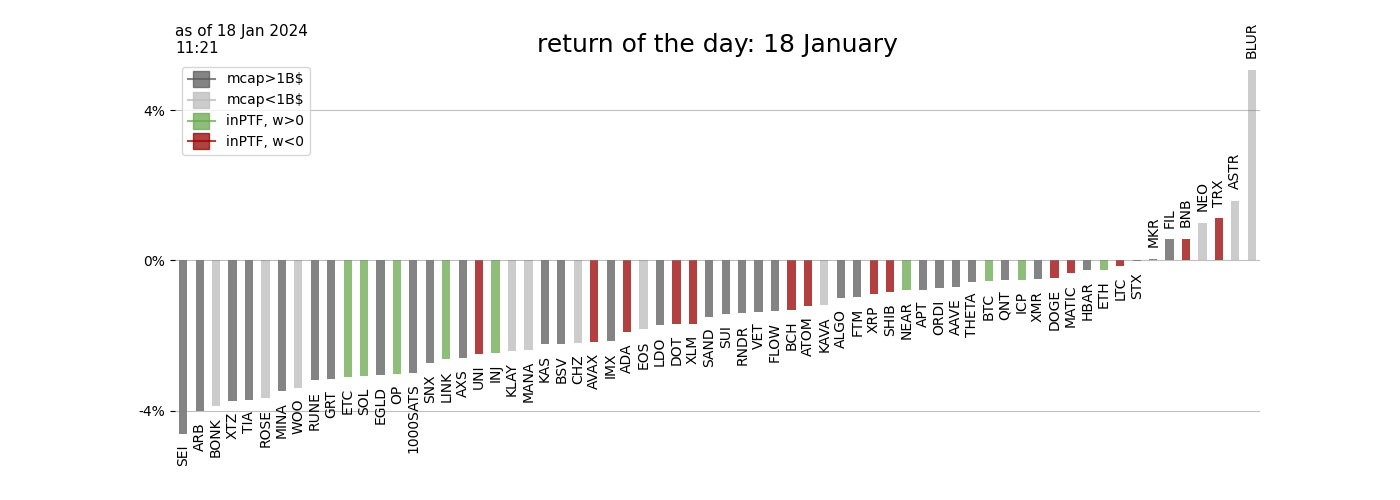 as of 18 Jan 2024
11:21
return of the day: 18 January
mcap>1B$
mcap<1B$
inPTF, w>0
inPTF, w<0
4%
0%
-4%
SEI
ARB
BONK
XTZ
TIA
ROSE
MINA
WOO
RUNE
GRT
ETC
SOL
EGLD
OP
1000SATS
SNX
LINK
AXS
UNI
INJ
KLAY
MANA
KAS
BSV
CHZ
AVAX
IMX
ADA
EOS
LDO
DOT
XLM
SAND
SUI
RNDR
VET
FLOW
BCH
ATOM
KAVA
ALGO
FTM
XRP
SHIB
NEAR
APT
ORDI
AAVE
THETA
BTC
QNT
ICP
XMR
DOGE
MATIC
HBAR
ETH
LTC
STX
MKR
FIL
BNB
NEO
TRX
ASTR
BLUR